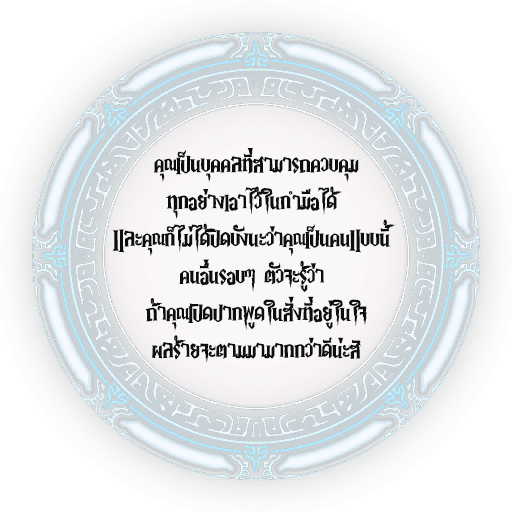 คุณเป็นบุคคลที่สามารถควบคุม
ทุกอย่างเอาไว้ในกำมือได้
และคุณก็ไม่ได้ปิดบังนะว่าคุณเป็นคนแบบนี้
คนอื่นรอบๆ ตัวจะรู้ว่า
ถ้าคุณเปิดปากพูดในสิ่งที่อยู่ในใจ
ผลร้ายจะตามมามากกว่าดีน่ะสิ